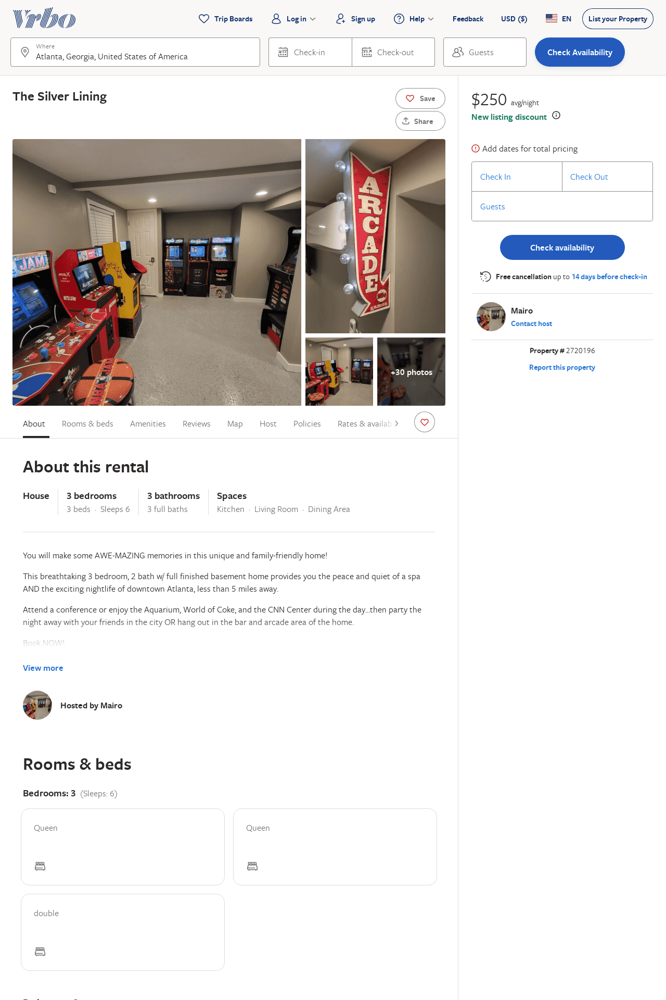 Vrbo
Trip Boards
Log in
Sign up
Help
Feedback
USD ($)
EN
List your Property
Where
Atlanta, Georgia, United States of America
Check-in
Check-out
Guests
Check Availability
The Silver Lining
Save
Share
ARCADE
games
JAM
NBA JAM
+30 photos
$250 avg/night
New listing discount
Add dates for total pricing
Check In
Check Out
Guests
Check availability
Free cancellation up to 14 days before check-in
Mairo
Contact host
Property # 2720196
Report this property
About
Rooms & beds
Amenities
Reviews
Map
Host
Policies
Rates & availab
About this rental
House
3 bedrooms
3 beds · Sleeps 6
3 bathrooms
3 full baths
Spaces
Kitchen · Living Room · Dining Area
You will make some AWE-MAZING memories in this unique and family-friendly home!
This breathtaking 3 bedroom, 2 bath w/ full finished basement home provides you the peace and quiet of a spa
AND the exciting nightlife of downtown Atlanta, less than 5 miles away.
Attend a conference or enjoy the Aquarium, World of Coke, and the CNN Center during the day...then party the
night away with your friends in the city OR hang out in the bar and arcade area of the home.
Book NOW!
View more
Hosted by Mairo
Rooms & beds
Bedrooms: 3 (Sleeps: 6)
Queen
Queen
double